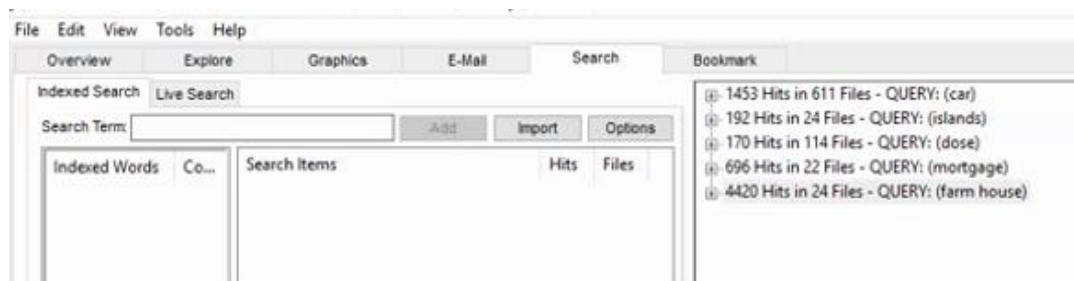 File Edit View Tools Help
Overview Explore Graphics E-Mail Search Bookmark
Indexed Search Live Search
Search Term: Add Import Options
Indexed Words Co... Search Items Hits Files
1453 Hits in 611 Files - QUERY: (car)
192 Hits in 24 Files - QUERY: (islands)
170 Hits in 114 Files - QUERY: (dose)
696 Hits in 22 Files - QUERY: (mortgage)
4420 Hits in 24 Files - QUERY: (farm house)